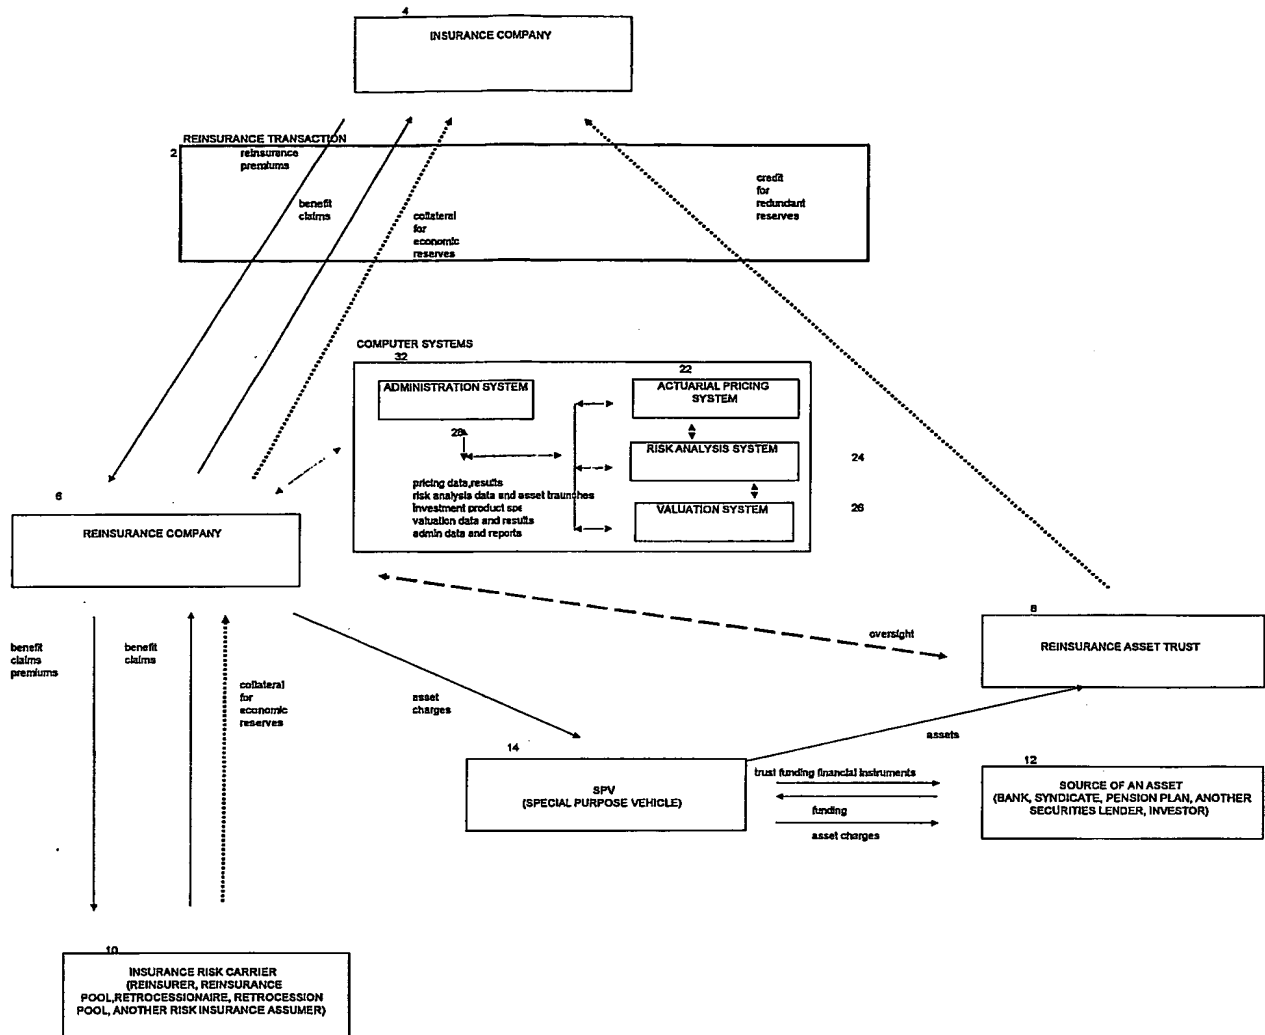 4
INSURANCE COMPANY
REINSURANCE TRANSACTION
2
reinsurance
premiums
benefit
claims
collateral
for
economic
reserves
credit
for
redundant
reserves
COMPUTER SYSTEMS
32
ADMINISTRATION SYSTEM
28
22
ACTUARIAL PRICING
SYSTEM
RISK ANALYSIS SYSTEM
24
VALUATION SYSTEM
26
pricing data,results
risk analysis data and asset traunches
investment product spe
valuation data and results
admin data and reports
6
REINSURANCE COMPANY
oversight
8
REINSURANCE ASSET TRUST
benefit
claims
premiums
benefit
claims
collateral
for
economic
reserves
asset
charges
assets
14
SPV
(SPECIAL PURPOSE VEHICLE)
trust funding financial instruments
funding
asset charges
12
SOURCE OF AN ASSET
(BANK, SYNDICATE, PENSION PLAN, ANOTHER
SECURITIES LENDER, INVESTOR)
10
INSURANCE RISK CARRIER
(REINSURER, REINSURANCE
POOL,RETROCESSIONAIRE, RETROCESSION
POOL, ANOTHER RISK INSURANCE ASSUMER)